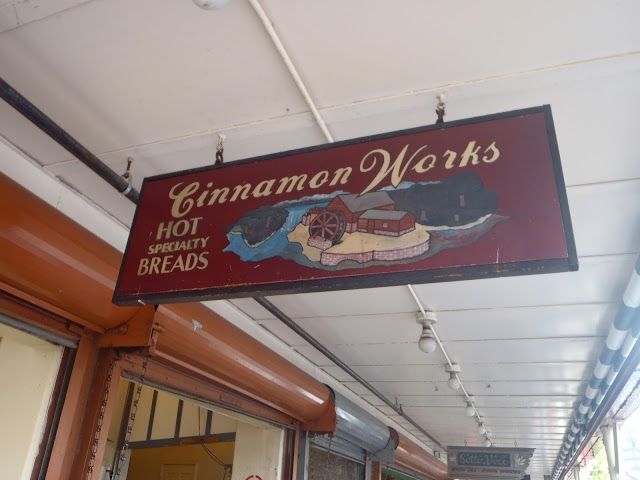 Cinnamon Works
HOT
SPECIALTY
BREADS